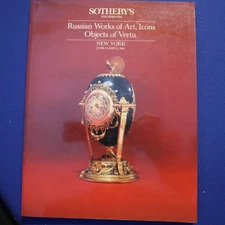 SOTHEBY'S
Russian Works of Art, Icons
Objects of Vertu
NEW YORK